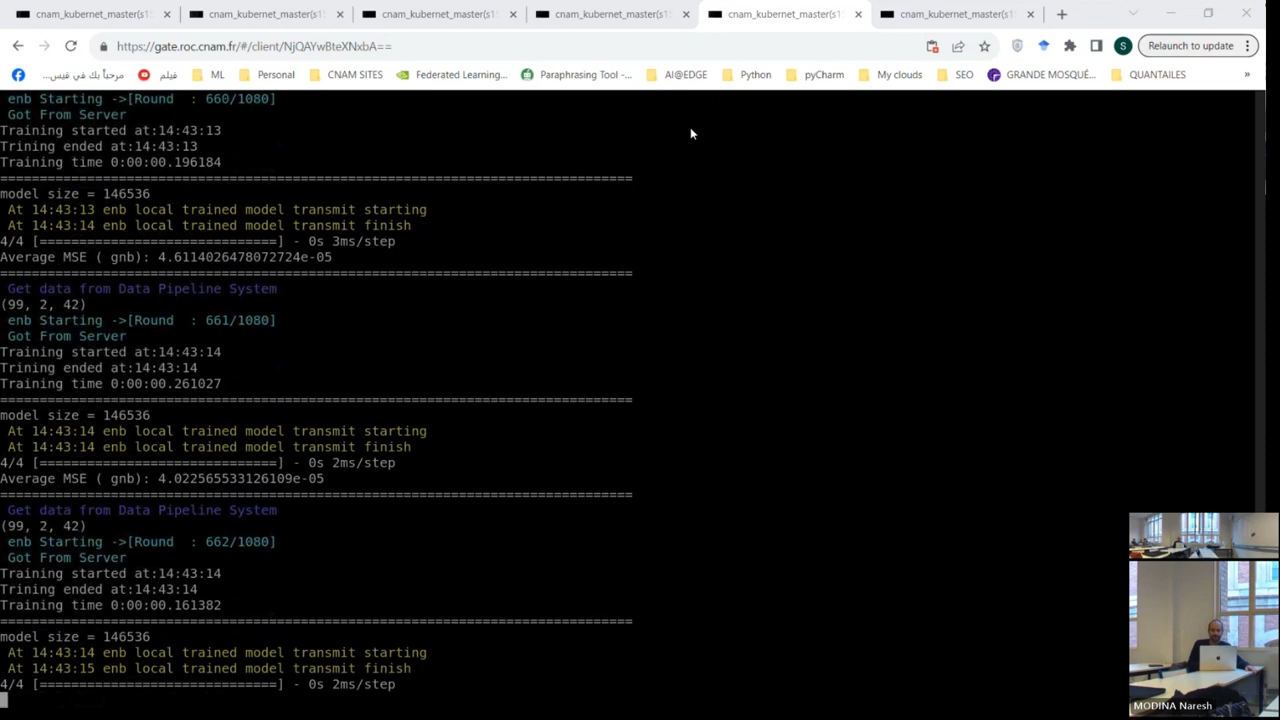 cnam_kubernet_master(s15
cnam_kubernet_master(s15
cnam_kubernet_master(s15
cnam_kubernet_master(s15
cnam_kubernet_master(s15
cnam_kubernet_master(s15
https://gate.roc.cnam.fr/#/client/NjQAYwBteXNxbA==
S
Relaunch to update
مرحباً بك في فيس...
فيلم
ML
Personal
CNAM SITES
Federated Learning...
Paraphrasing Tool -...
AI@EDGE
Python
pyCharm
My clouds
SEO
GRANDE MOSQUÉ...
QUANTAILES
»
enb Starting ->[Round  : 660/1080]
Got From Server
Training started at:14:43:13
Trining ended at:14:43:13
Training time 0:00:00.196184
================================================================================
model size = 146536
At 14:43:13 enb local trained model transmit starting
At 14:43:14 enb local trained model transmit finish
4/4 [==============================] - 0s 3ms/step
Average MSE ( gnb): 4.6114026478072724e-05
================================================================================
Get data from Data Pipeline System
(99, 2, 42)
enb Starting ->[Round  : 661/1080]
Got From Server
Training started at:14:43:14
Trining ended at:14:43:14
Training time 0:00:00.261027
================================================================================
model size = 146536
At 14:43:14 enb local trained model transmit starting
At 14:43:14 enb local trained model transmit finish
4/4 [==============================] - 0s 2ms/step
Average MSE ( gnb): 4.022565533126109e-05
================================================================================
Get data from Data Pipeline System
(99, 2, 42)
enb Starting ->[Round  : 662/1080]
Got From Server
Training started at:14:43:14
Trining ended at:14:43:14
Training time 0:00:00.161382
================================================================================
model size = 146536
At 14:43:14 enb local trained model transmit starting
At 14:43:15 enb local trained model transmit finish
4/4 [==============================] - 0s 2ms/step
MODINA Naresh